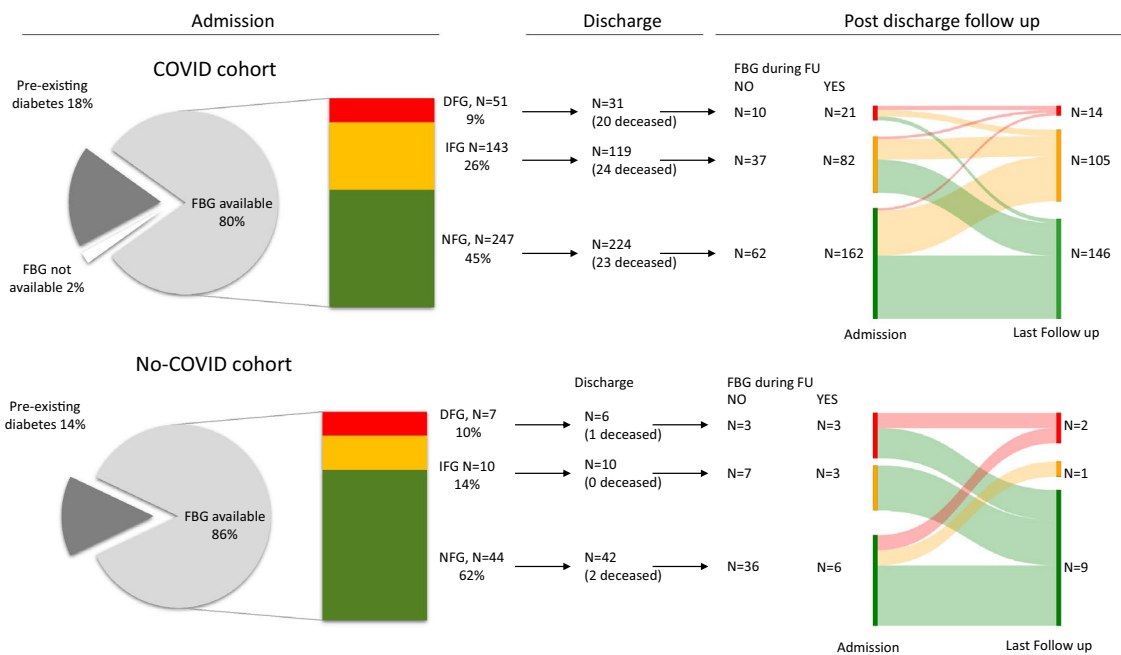 Admission
Discharge
Post discharge follow up
COVID cohort
Pre-existing
diabetes 18%
FBG available
80%
FBG not
available 2%
DFG, N=51
9%
IFG N=143
26%
NFG, N=247
45%
N=31
(20 deceased)
N=119
(24 deceased)
N=224
(23 deceased)
FBG during FU
NO
YES
N=10
N=21
N=37
N=82
N=62
N=162
N=14
N=105
N=146
Admission
Last Follow up
No-COVID cohort
Pre-existing
diabetes 14%
FBG available
86%
DFG, N=7
10%
IFG N=10
14%
NFG, N=44
62%
Discharge
N=6
(1 deceased)
N=10
(0 deceased)
N=42
(2 deceased)
FBG during FU
NO
YES
N=3
N=3
N=7
N=3
N=36
N=6
N=2
N=1
N=9
Admission
Last Follow up